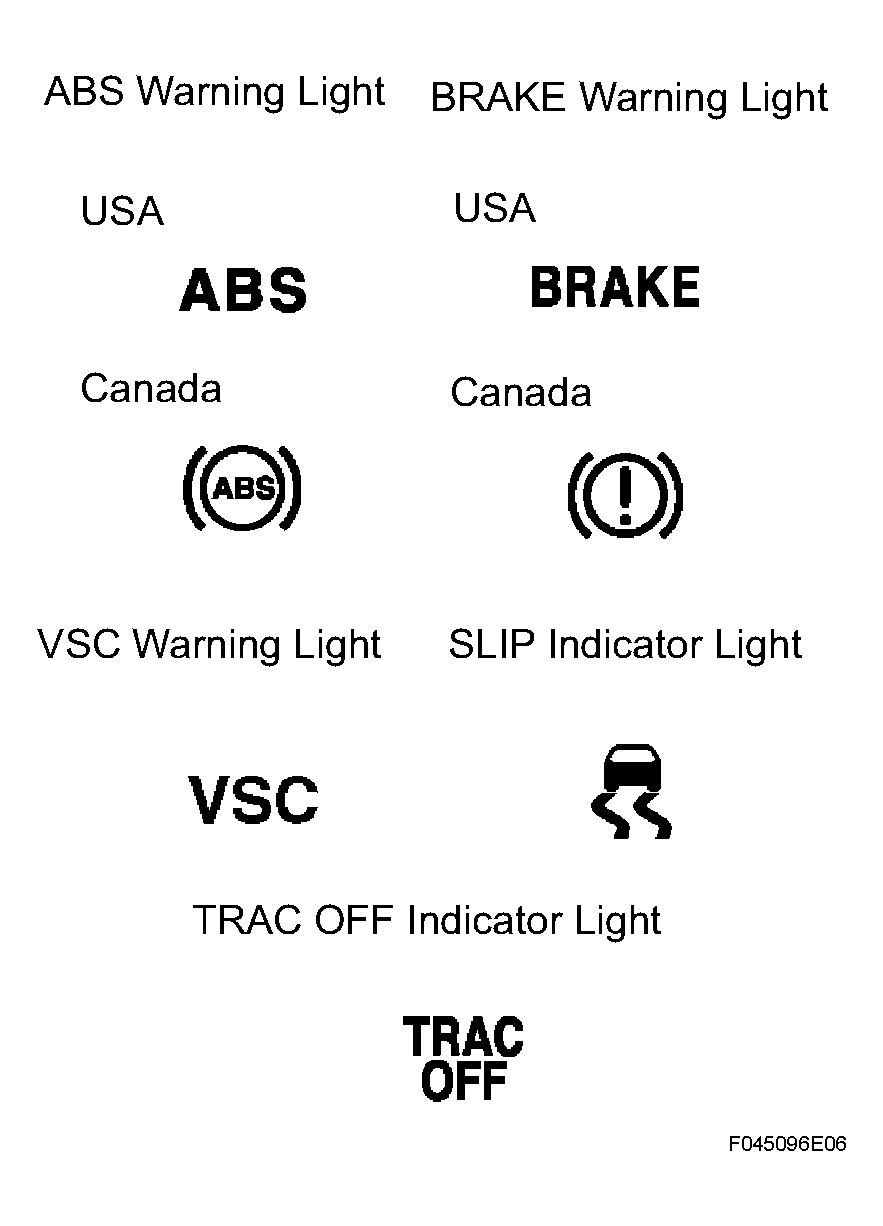 ABS Warning Light
BRAKE Warning Light
USA
USA
ABS
BRAKE
Canada
Canada
ABS
!
VSC Warning Light
SLIP Indicator Light
VSC
TRAC OFF Indicator Light
TRAC
OFF
F045096E06